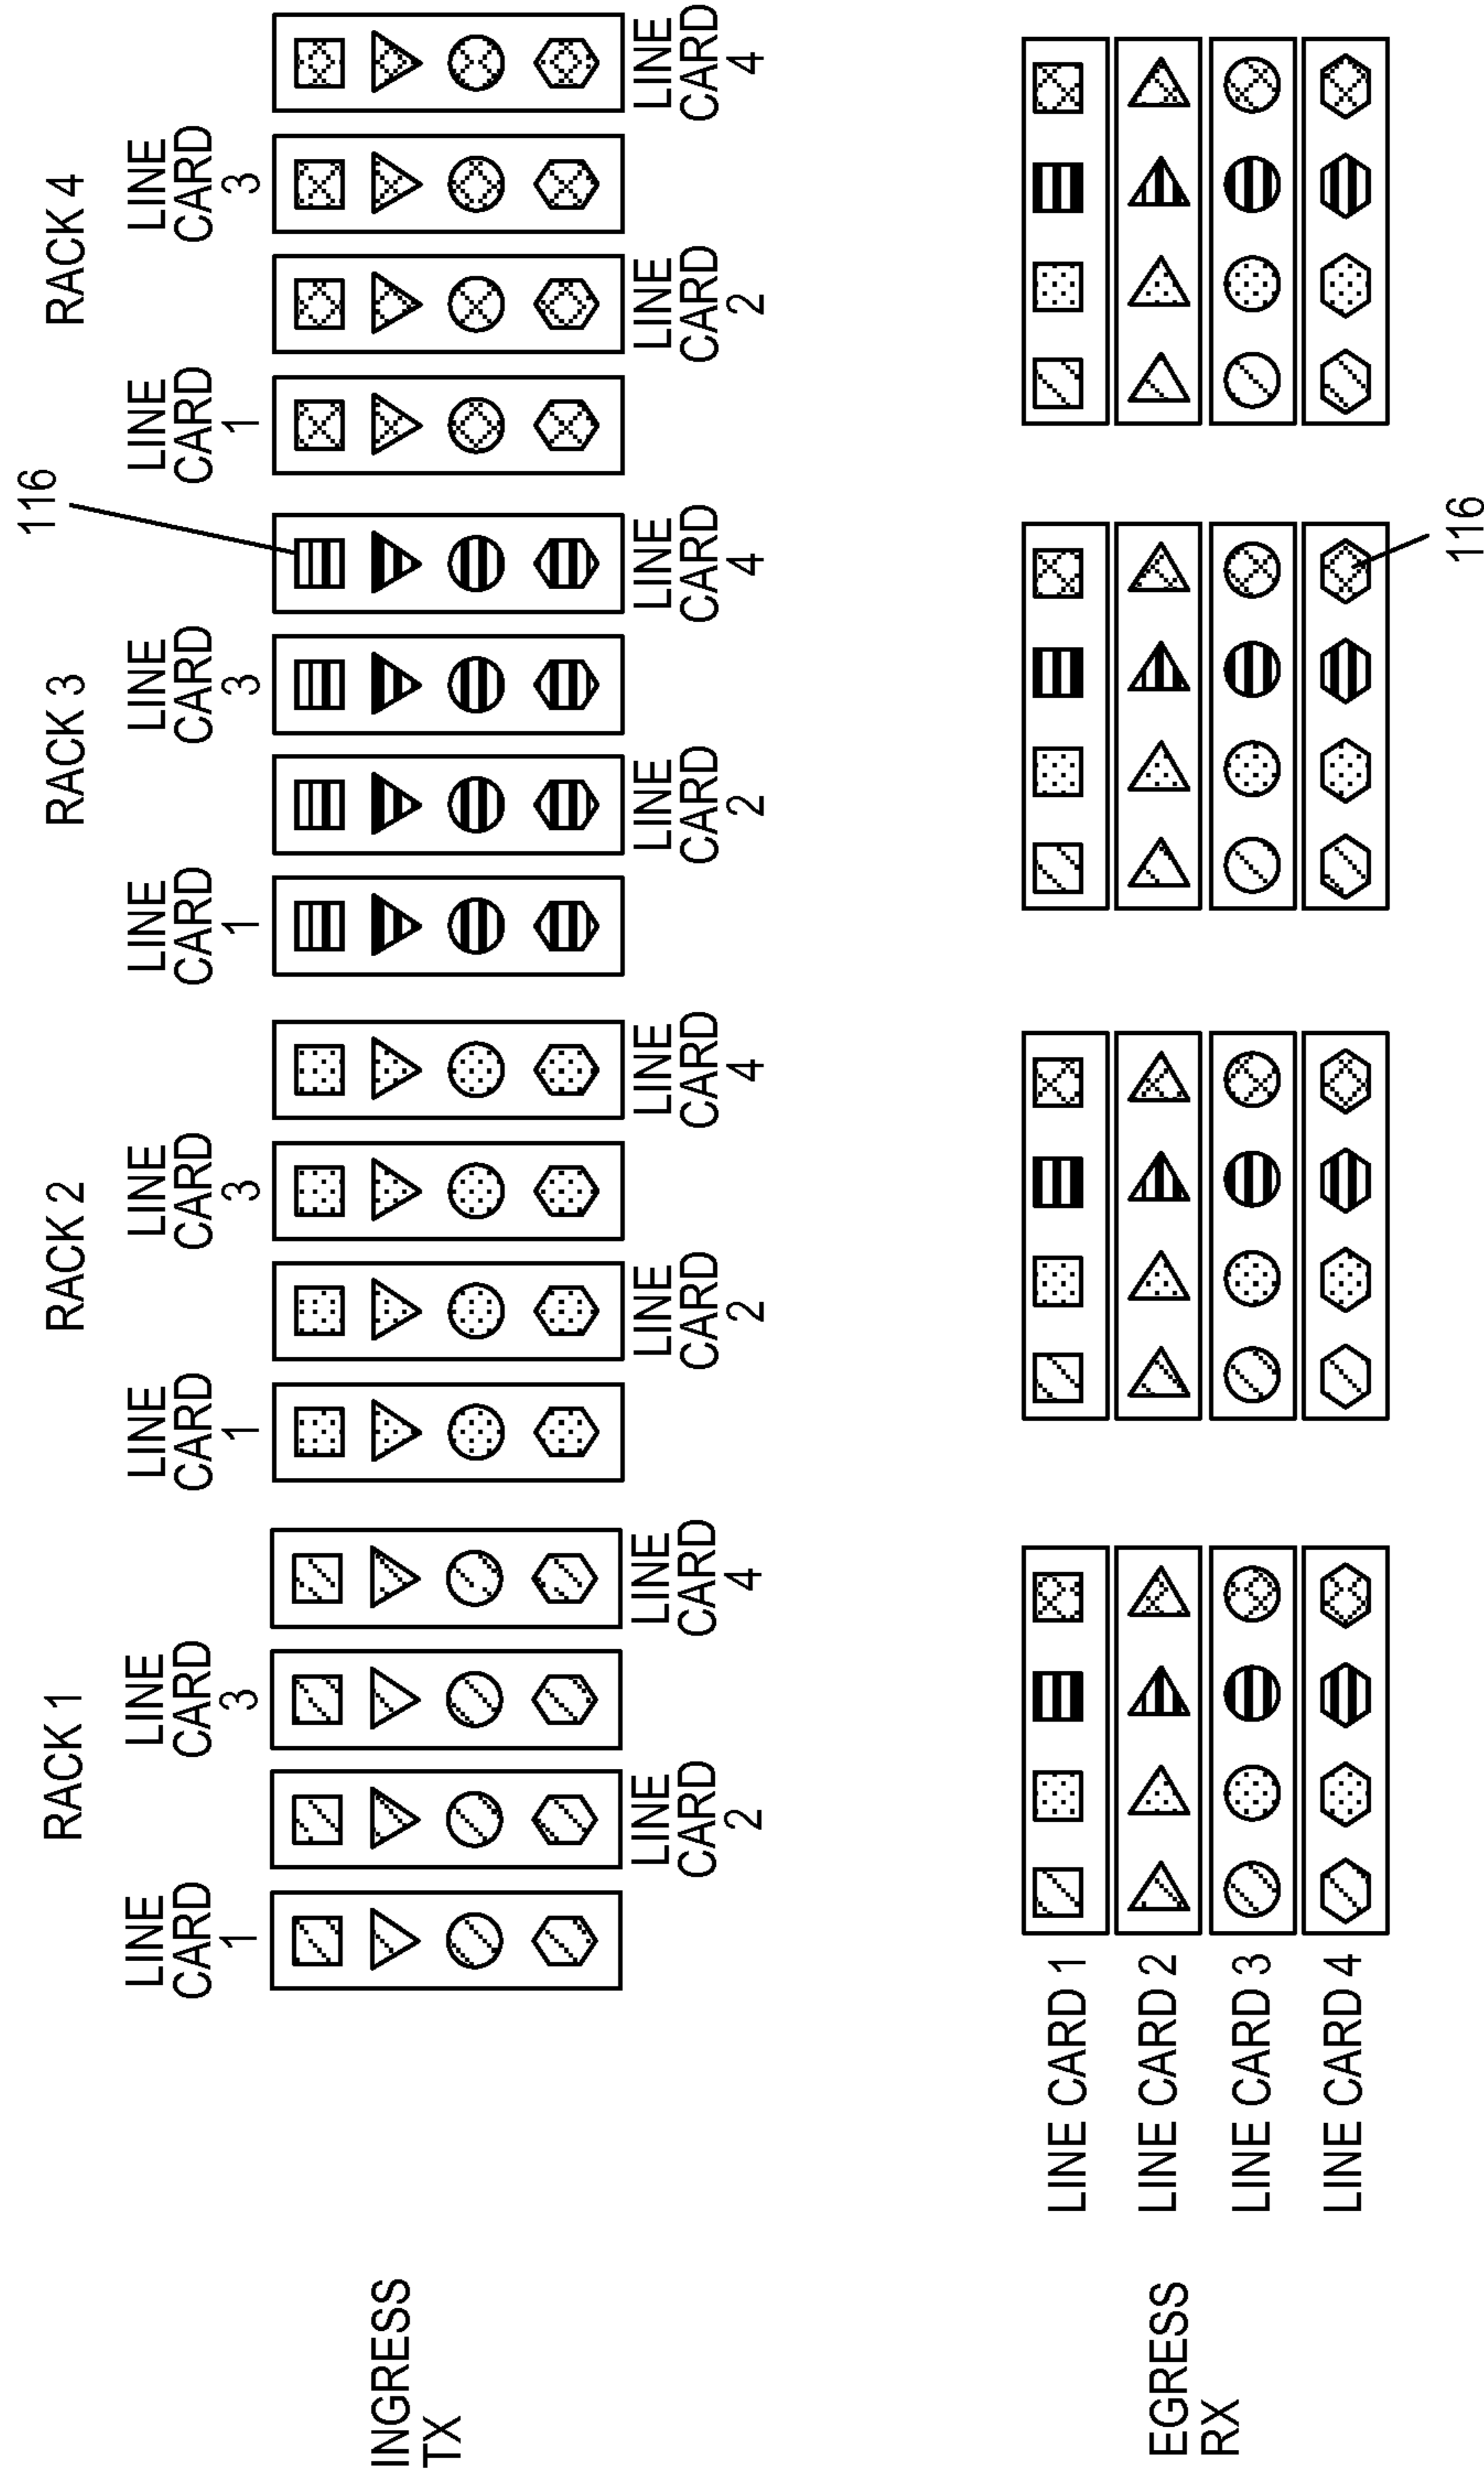 RACK 1
RACK 2
RACK 3
RACK 4
116
LINE
CARD
1
LINE
CARD
3
LINE
CARD
1
LINE
CARD
3
LINE
CARD
1
LINE
CARD
3
LINE
CARD
1
LINE
CARD
3
INGRESS
TX
LINE
CARD
2
LINE
CARD
4
LINE
CARD
2
LINE
CARD
4
LINE
CARD
2
LINE
CARD
4
LINE
CARD
2
LINE
CARD
4
EGRESS
RX
LINE CARD 1
LINE CARD 2
LINE CARD 3
LINE CARD 4
116